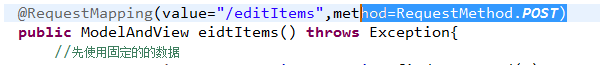 @RequestMapping(value="/editItems",method=RequestMethod.POST)
public ModelAndView eidtItems() throws Exception{
//先使用固定的的数据